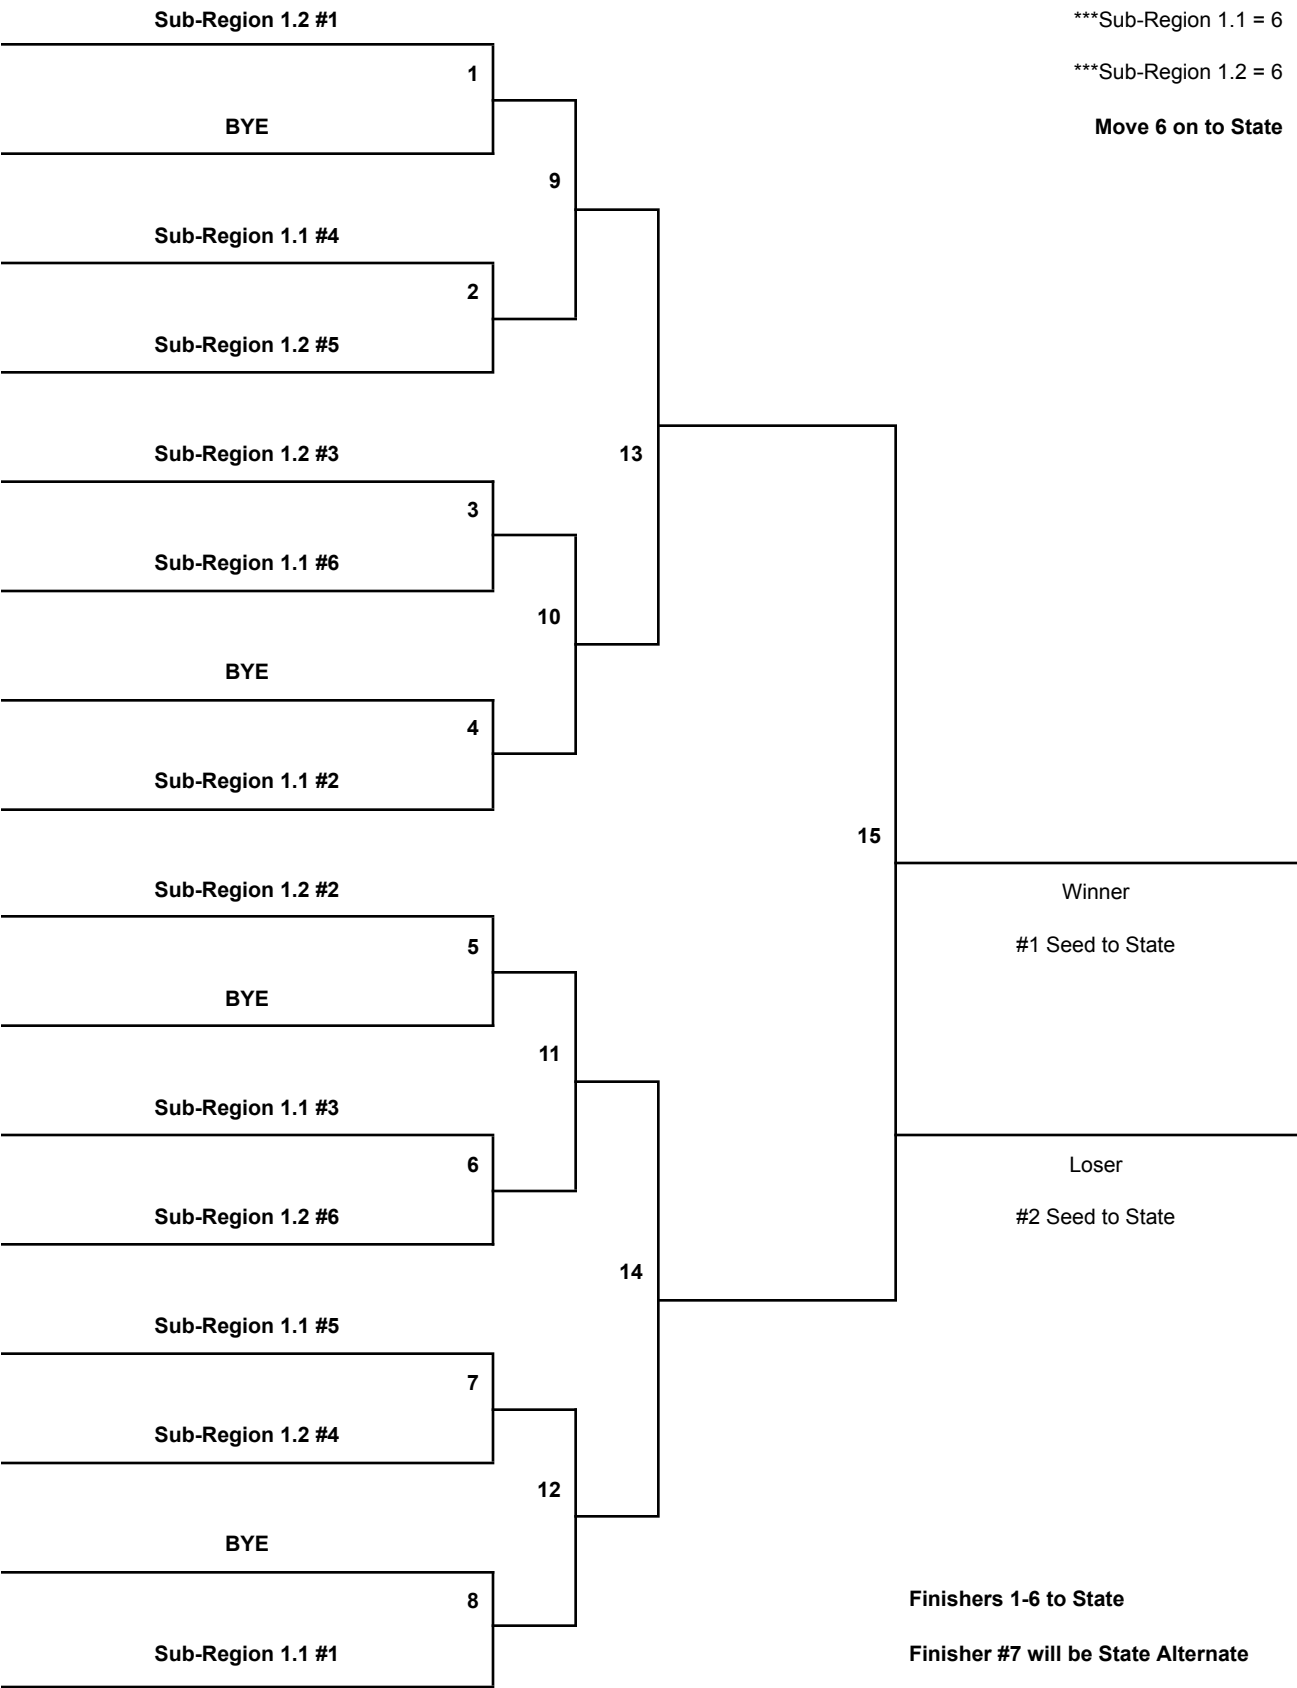 Sub-Region 1.2 #1
***Sub-Region 1.1 = 6
1
***Sub-Region 1.2 = 6
BYE
Move 6 on to State
9
Sub-Region 1.1 #4
2
Sub-Region 1.2 #5
Sub-Region 1.2 #3
13
3
Sub-Region 1.1 #6
10
BYE
4
Sub-Region 1.1 #2
15
Sub-Region 1.2 #2
Winner
5
#1 Seed to State
BYE
11
Sub-Region 1.1 #3
6
Loser
Sub-Region 1.2 #6
#2 Seed to State
14
Sub-Region 1.1 #5
7
Sub-Region 1.2 #4
12
BYE
8
Finishers 1-6 to State
Sub-Region 1.1 #1
Finisher #7 will be State Alternate